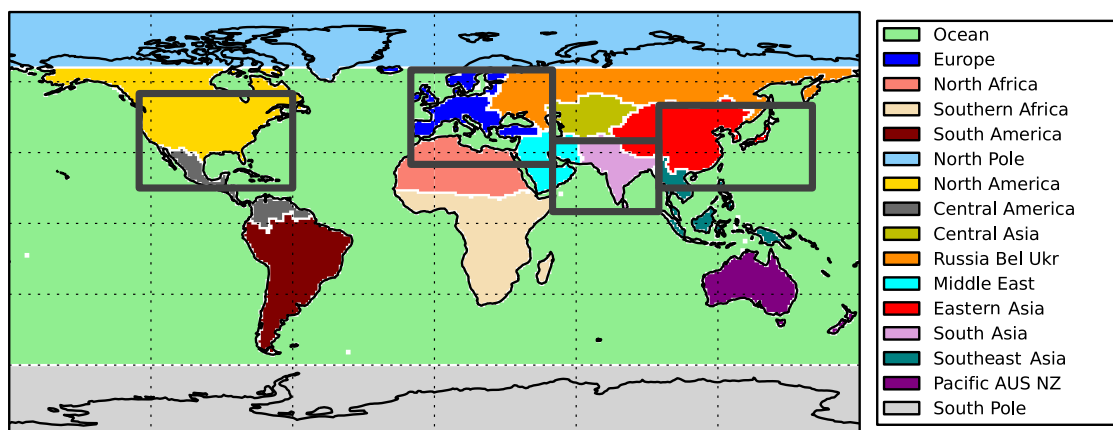 Ocean
Europe
North Africa
Southern Africa
South America
North Pole
North America
Central America
Central Asia
Russia Bel Ukr
Middle East
Eastern Asia
South Asia
Southeast Asia
Pacific AUS NZ
South Pole